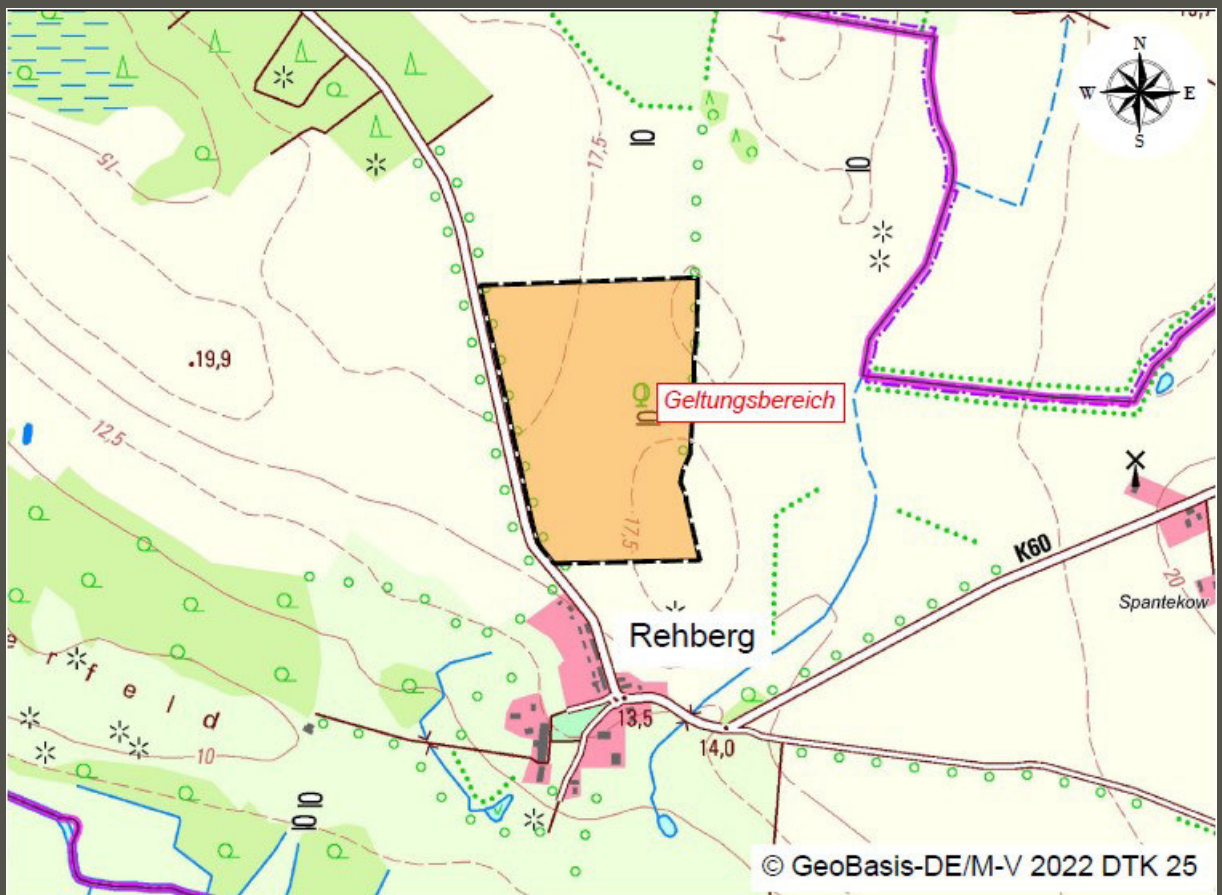 N
W E
S
15
17,5
19,9
12,5
Geltungsbereich
17,5
K60
20
Spantekow
Rehberg
e r f e l d
13,5
14,0
10
© GeoBasis-DE/M-V 2022 DTK 25